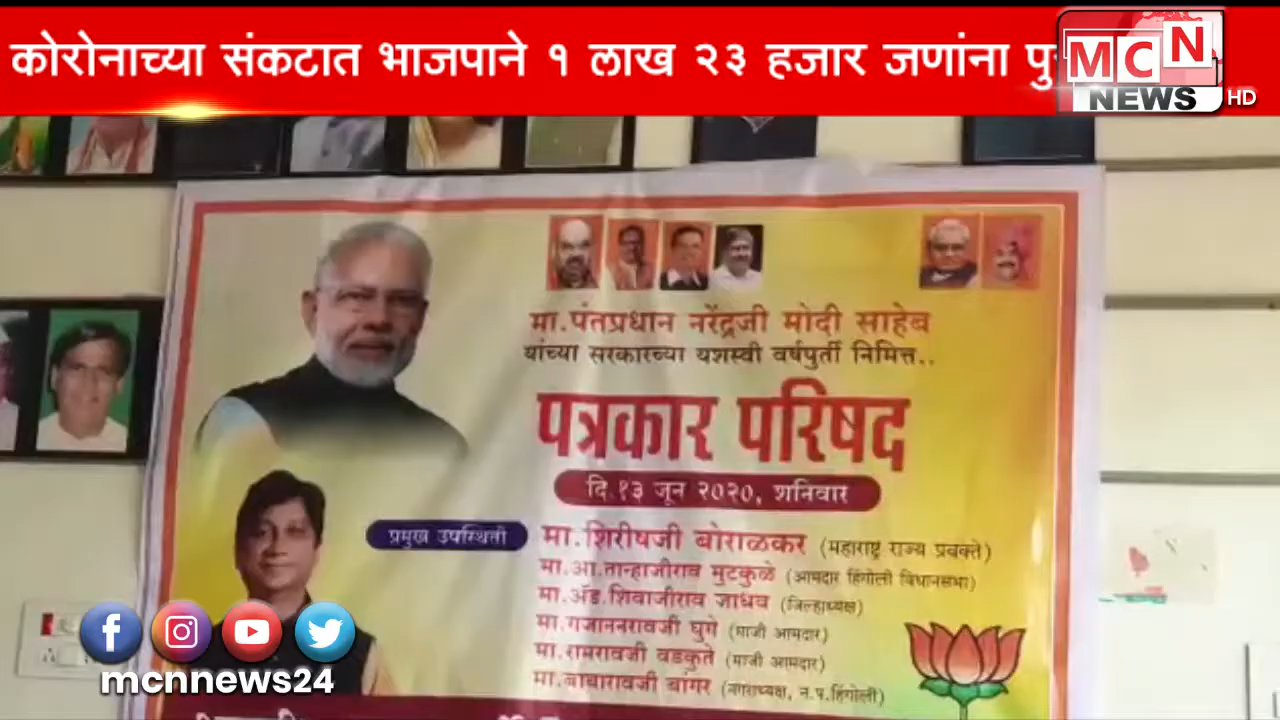 कोरोनाच्या संकटात भाजपाने १ लाख २३ हजार जणांना
MCN
NEWS HD
मा.पंतप्रधान नरेंद्रजी मोदी साहेब
यांच्या सरकारच्या यशस्वी वर्षपुर्ती निमित्त..
पत्रकार परिषद
दि.१३ जून २०२०, शनिवार
प्रमुख उपस्थिती
मा.शिरीषजी बोराळकर (महाराष्ट्र राज्य प्रवक्ते)
मा.आ.तान्हाजीराव मुटकुळे (आमदार हिंगोली विधानसभा)
मा.ॲड.शिवाजीराव जाधव (जिल्हाध्यक्ष)
मा.गजाननरावजी घुगे (माजी आमदार)
मा.रामरावजी वडकुते (माजी आमदार)
मा.बाबारावजी बांगर (नगराध्यक्ष, न.प.हिंगोली)
mcnnews24